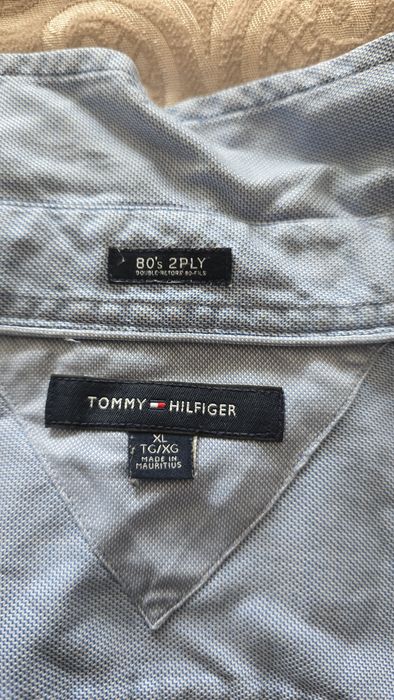 80's 2PLY
DOUBLE RETORS 80 FILS
TOMMY HILFIGER
XL
TG/XG
MADE IN
MAURITIUS